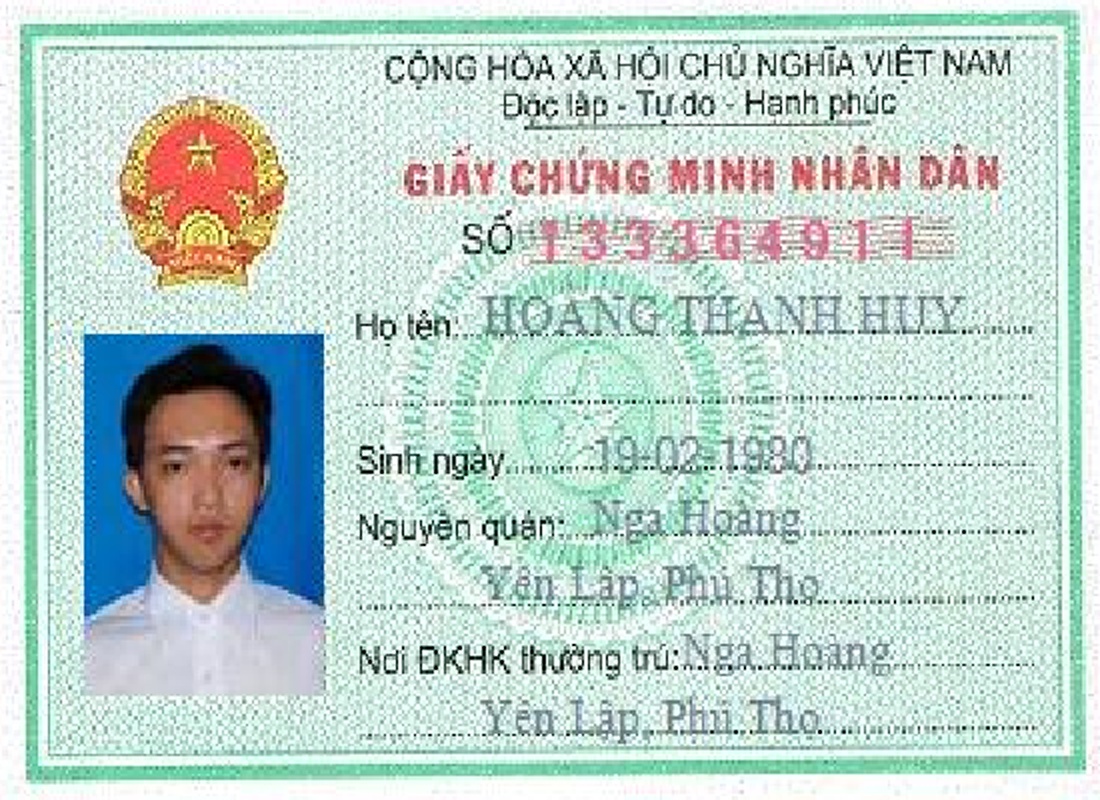 CỘNG HÒA XÃ HỘI CHỦ NGHĨA VIỆT NAM
Độc lập - Tự do - Hạnh phúc
GIẤY CHỨNG MINH NHÂN DÂN
SỐ 133364911
Họ tên: HOÀNG THANH HUY
Sinh ngày 19-02-1980
Nguyên quán: Nga Hoàng
Yên Lập, Phú Thọ
Nơi ĐKHK thường trú: Nga Hoàng
Yên Lập, Phú Thọ